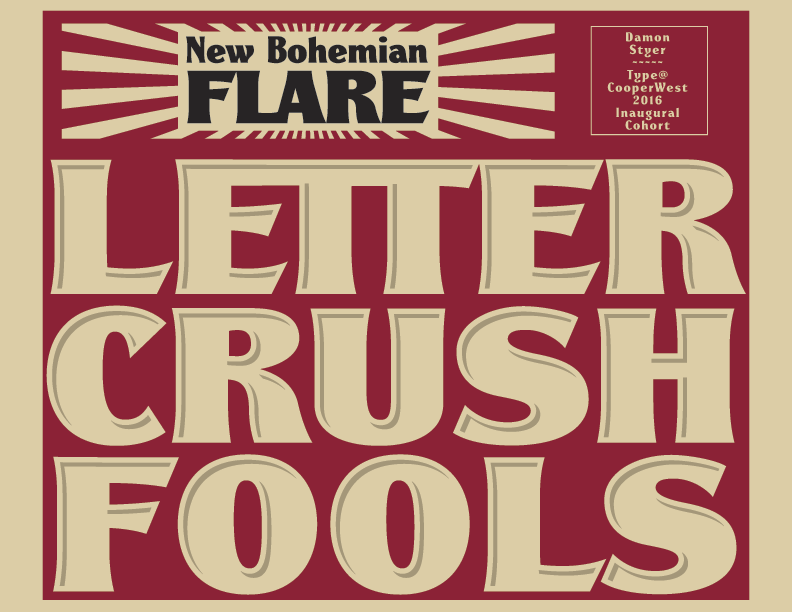 New Bohemian
FLARE
Damon
Styer
~~~~~
Type@
CooperWest
2016
Inaugural
Cohort
LETTER
CRUSH
FOOLS